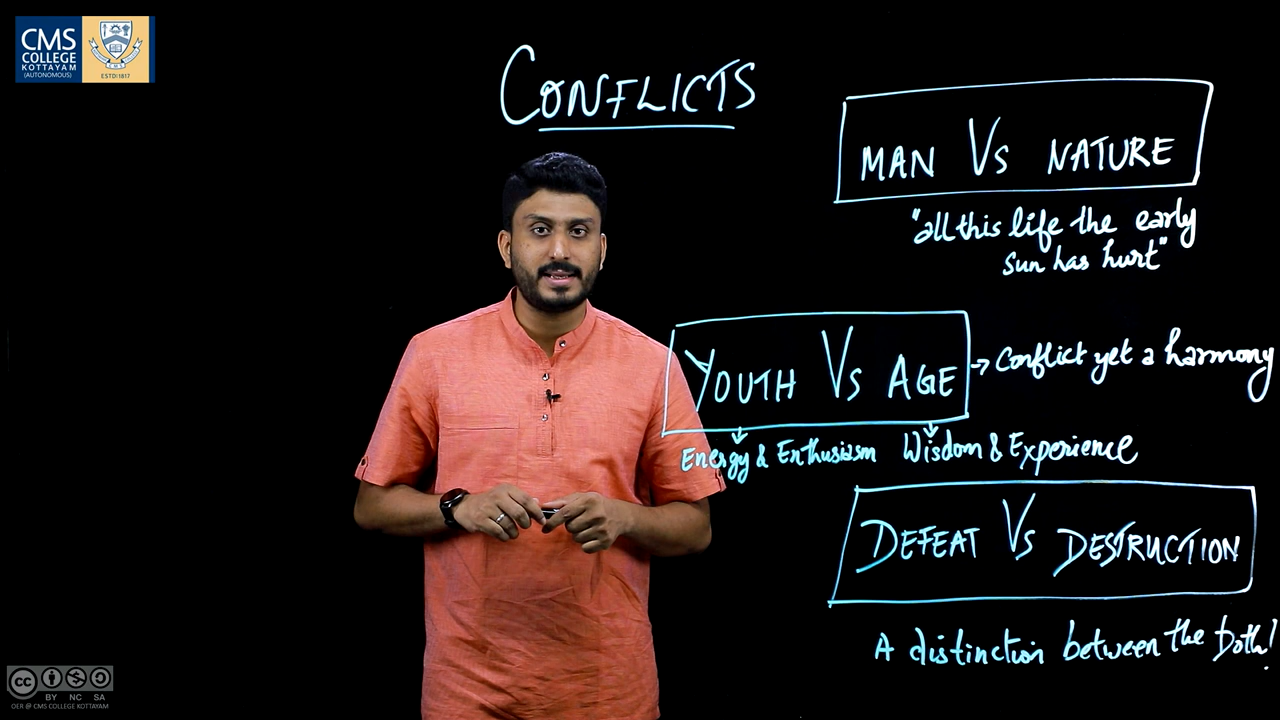 CMS
COLLEGE
KOTTAYAM
(AUTONOMOUS)
ESTD:1817
CONFLICTS
MAN Vs NATURE
"all this life the early
sun has hurt"
YOUTH Vs AGE → Conflict yet a harmony
Energy & Enthusiasm Wisdom & Experience
DEFEAT Vs DESTRUCTION
A distinction between the both!
CC BY NC SA
OER @ CMS COLLEGE KOTTAYAM